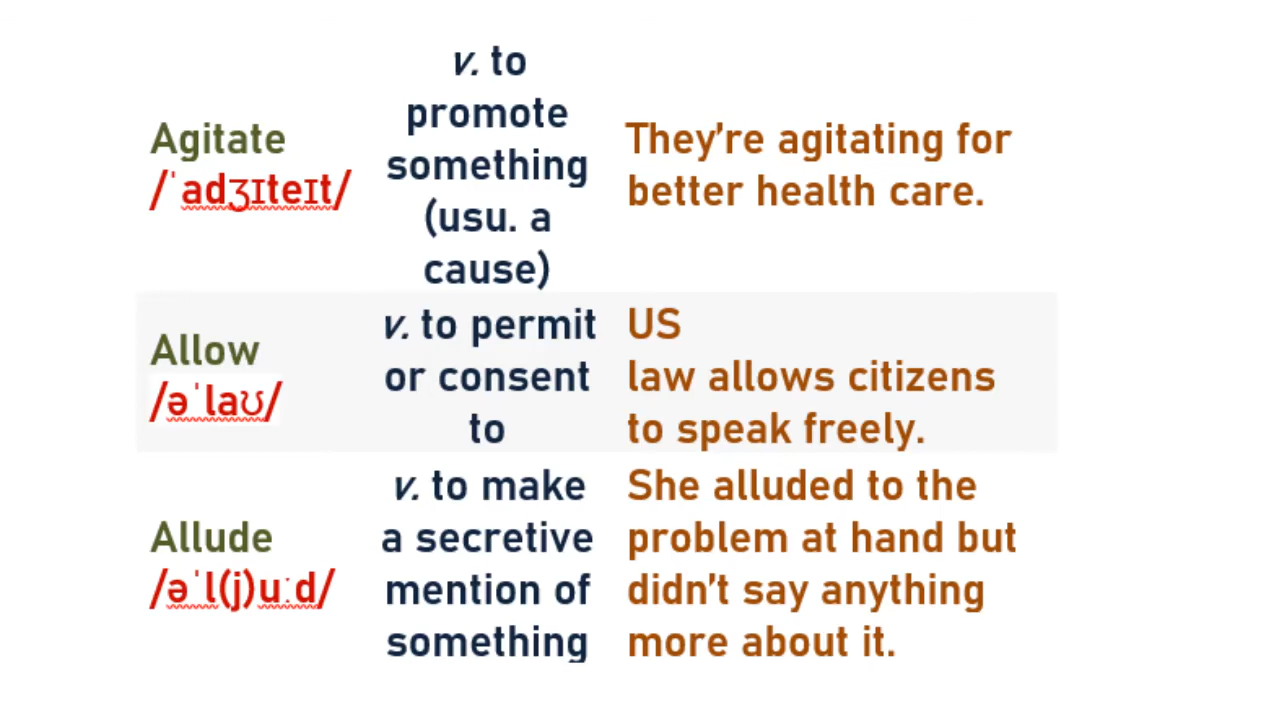 Agitate
/ˈadʒɪteɪt/
v. to
promote
something
(usu. a
cause)
They’re agitating for
better health care.
Allow
/əˈlaʊ/
v. to permit
or consent
to
US
law allows citizens
to speak freely.
Allude
/əˈl(j)uːd/
v. to make
a secretive
mention of
something
She alluded to the
problem at hand but
didn’t say anything
more about it.